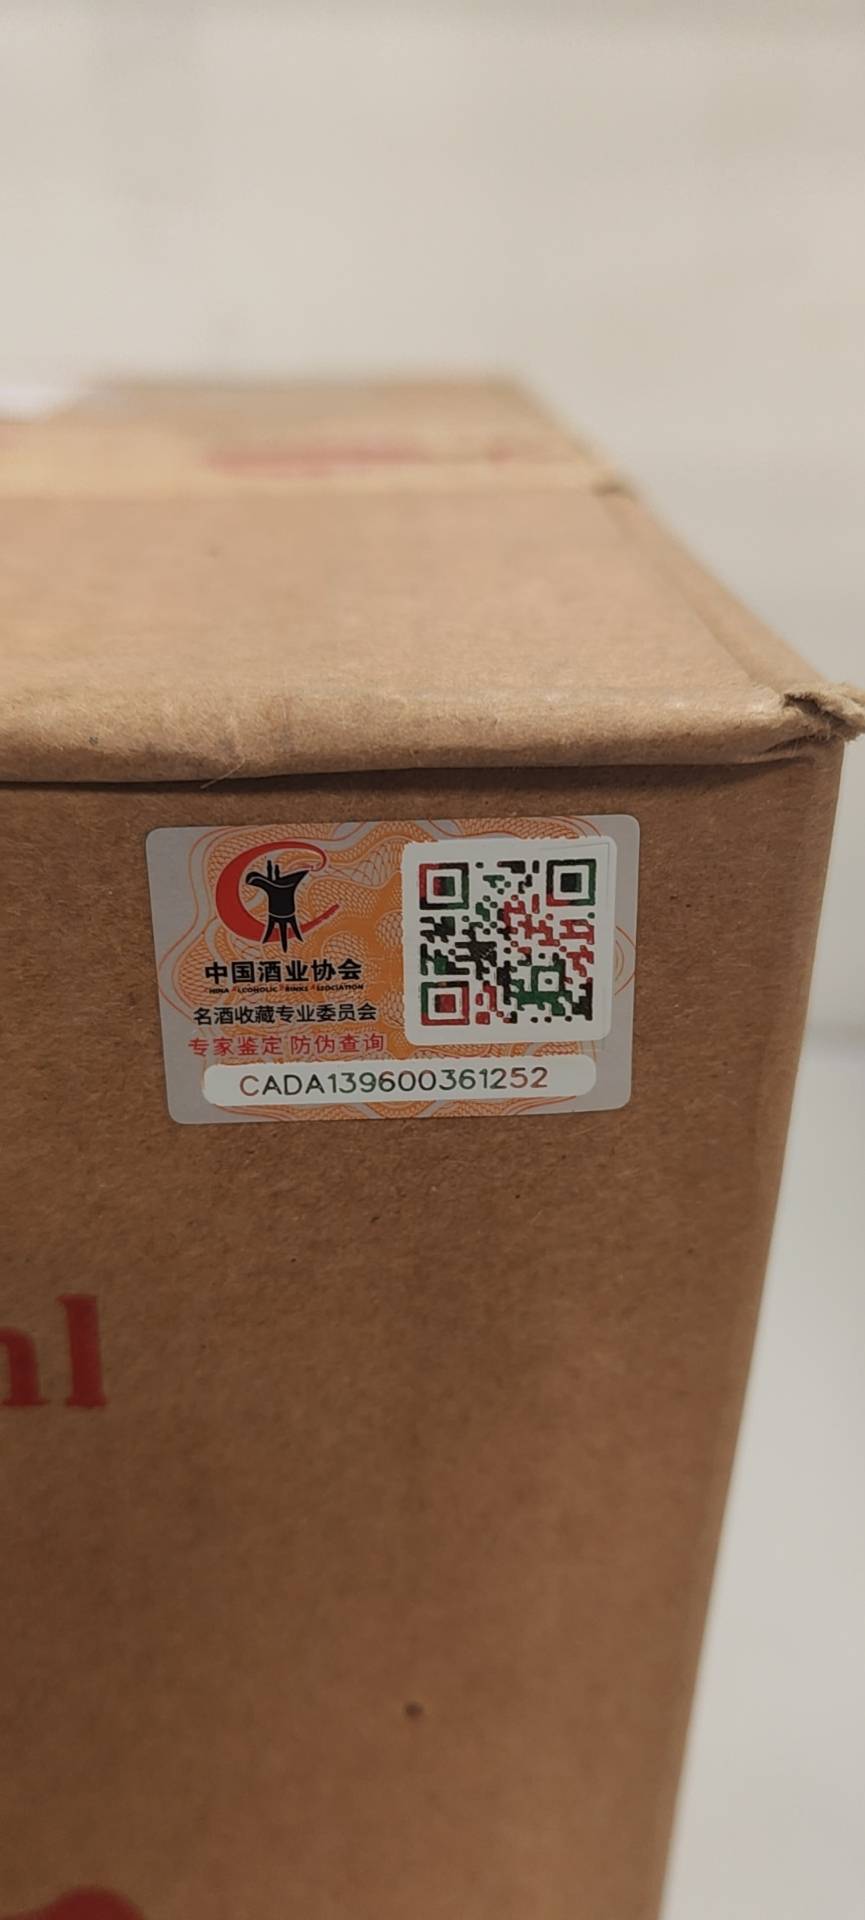 中国酒业协会
名酒收藏专业委员会
专家鉴定 防伪查询
CADA139600361252
ml